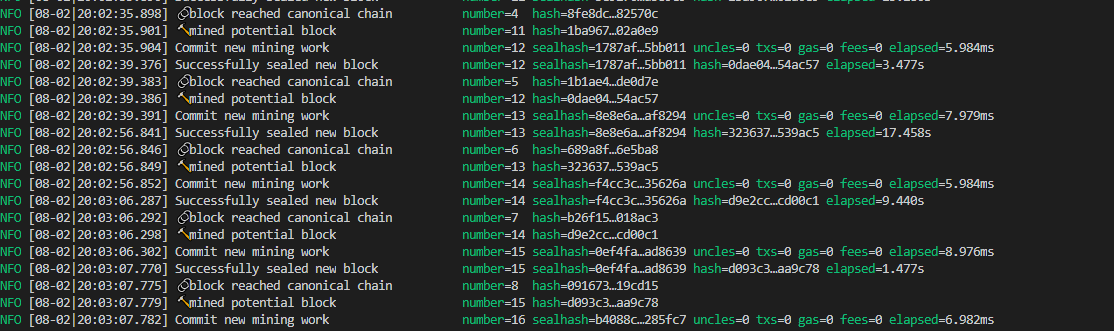 NFO [08-02|20:02:35.898] 🔗block reached canonical chain number=4 hash=8fe8dc…82570c
NFO [08-02|20:02:35.901] 🔨mined potential block number=11 hash=1ba967…02a0e9
NFO [08-02|20:02:35.904] Commit new mining work number=12 sealhash=1787af…5bb011 uncles=0 txs=0 gas=0 fees=0 elapsed=5.984ms
NFO [08-02|20:02:39.376] Successfully sealed new block number=12 sealhash=1787af…5bb011 hash=0dae04…54ac57 elapsed=3.477s
NFO [08-02|20:02:39.383] 🔗block reached canonical chain number=5 hash=1b1ae4…de0d7e
NFO [08-02|20:02:39.386] 🔨mined potential block number=12 hash=0dae04…54ac57
NFO [08-02|20:02:39.391] Commit new mining work number=13 sealhash=8e8e6a…af8294 uncles=0 txs=0 gas=0 fees=0 elapsed=7.979ms
NFO [08-02|20:02:56.841] Successfully sealed new block number=13 sealhash=8e8e6a…af8294 hash=323637…539ac5 elapsed=17.458s
NFO [08-02|20:02:56.846] 🔗block reached canonical chain number=6 hash=689a8f…6e5ba8
NFO [08-02|20:02:56.849] 🔨mined potential block number=13 hash=323637…539ac5
NFO [08-02|20:02:56.852] Commit new mining work number=14 sealhash=f4cc3c…35626a uncles=0 txs=0 gas=0 fees=0 elapsed=5.984ms
NFO [08-02|20:03:06.287] Successfully sealed new block number=14 sealhash=f4cc3c…35626a hash=d9e2cc…cd00c1 elapsed=9.440s
NFO [08-02|20:03:06.292] 🔗block reached canonical chain number=7 hash=b26f15…018ac3
NFO [08-02|20:03:06.298] 🔨mined potential block number=14 hash=d9e2cc…cd00c1
NFO [08-02|20:03:06.302] Commit new mining work number=15 sealhash=0ef4fa…ad8639 uncles=0 txs=0 gas=0 fees=0 elapsed=8.976ms
NFO [08-02|20:03:07.770] Successfully sealed new block number=15 sealhash=0ef4fa…ad8639 hash=d093c3…aa9c78 elapsed=1.477s
NFO [08-02|20:03:07.775] 🔗block reached canonical chain number=8 hash=091673…19cd15
NFO [08-02|20:03:07.779] 🔨mined potential block number=15 hash=d093c3…aa9c78
NFO [08-02|20:03:07.782] Commit new mining work number=16 sealhash=b4088c…285fc7 uncles=0 txs=0 gas=0 fees=0 elapsed=6.982ms